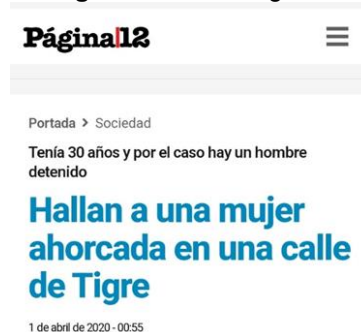 Página|12
Portada > Sociedad
Tenía 30 años y por el caso hay un hombre
detenido
Hallan a una mujer
ahorcada en una calle
de Tigre
1 de abril de 2020 - 00:55